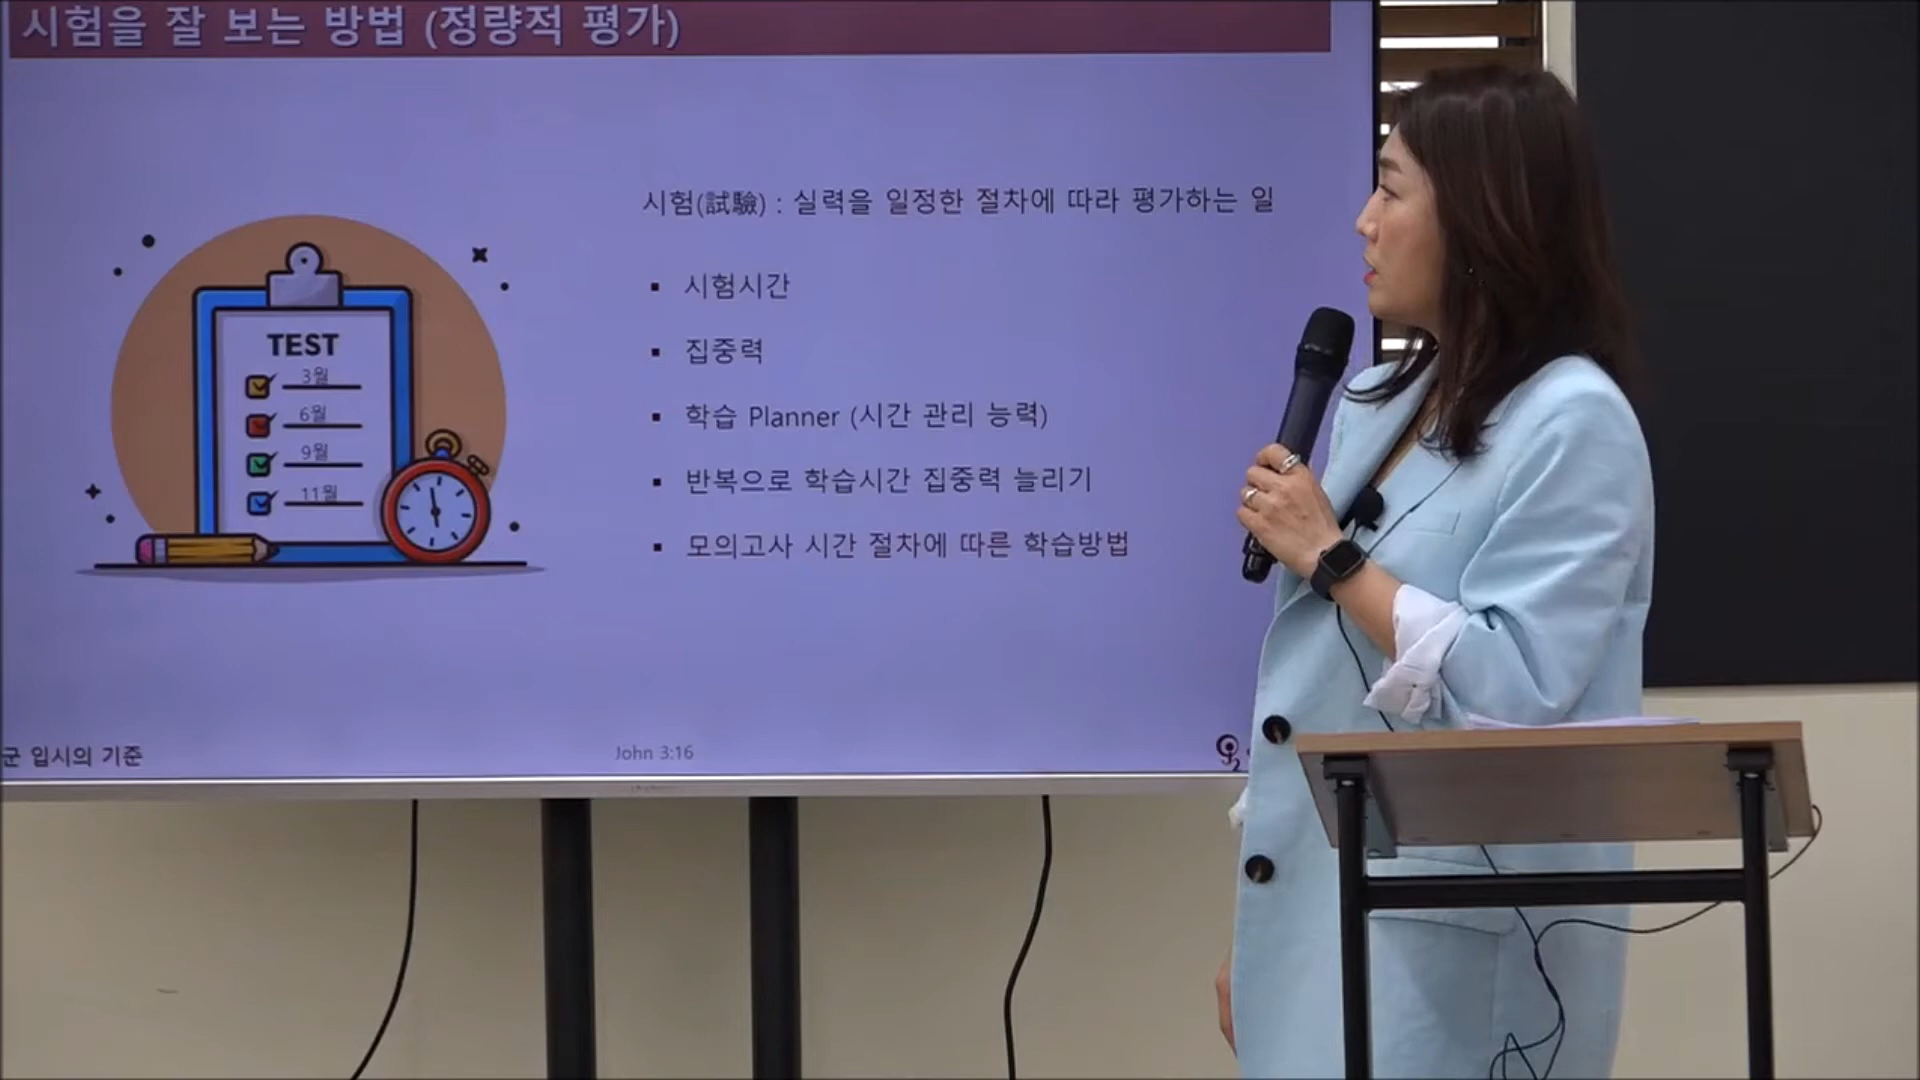 시험을 잘 보는 방법 (정량적 평가)
시험(試驗) : 실력을 일정한 절차에 따라 평가하는 일
▪ 시험시간
▪ 집중력
▪ 학습 Planner (시간 관리 능력)
▪ 반복으로 학습시간 집중력 늘리기
▪ 모의고사 시간 절차에 따른 학습방법
TEST
3월
6월
9월
11월
군 입시의 기준
John 3:16